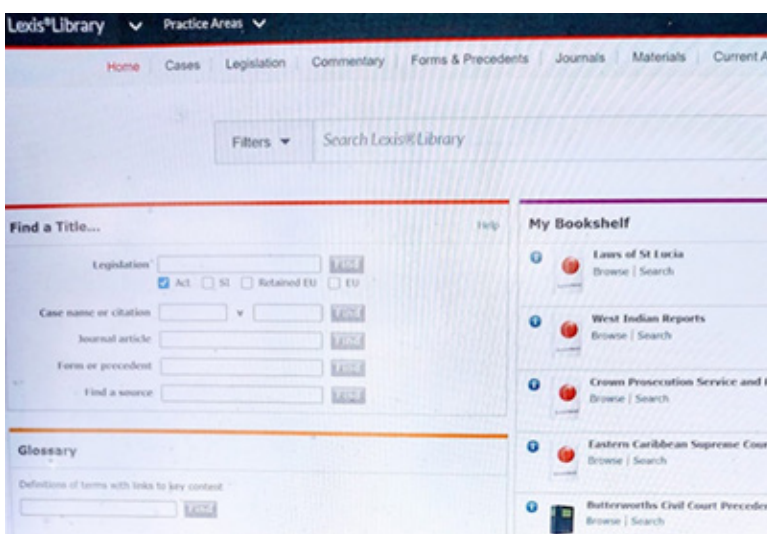 Lexis®Library Practice Areas
Home Cases Legislation Commentary Forms & Precedents Journals Materials Current A
Filters Search Lexis®Library
Find a Title... Help
Legislation Find
Act SI Retained EU EU
Case name or citation v Find
Journal article Find
Form or precedent Find
Find a source Find
Glossary
Definitions of terms with links to key content
Find
My Bookshelf
Laws of St Lucia
Browse | Search
West Indian Reports
Browse | Search
Crown Prosecution Service and
Browse | Search
Eastern Caribbean Supreme Cour
Browse | Search
Butterworths Civil Court Preceden
Browse | Search